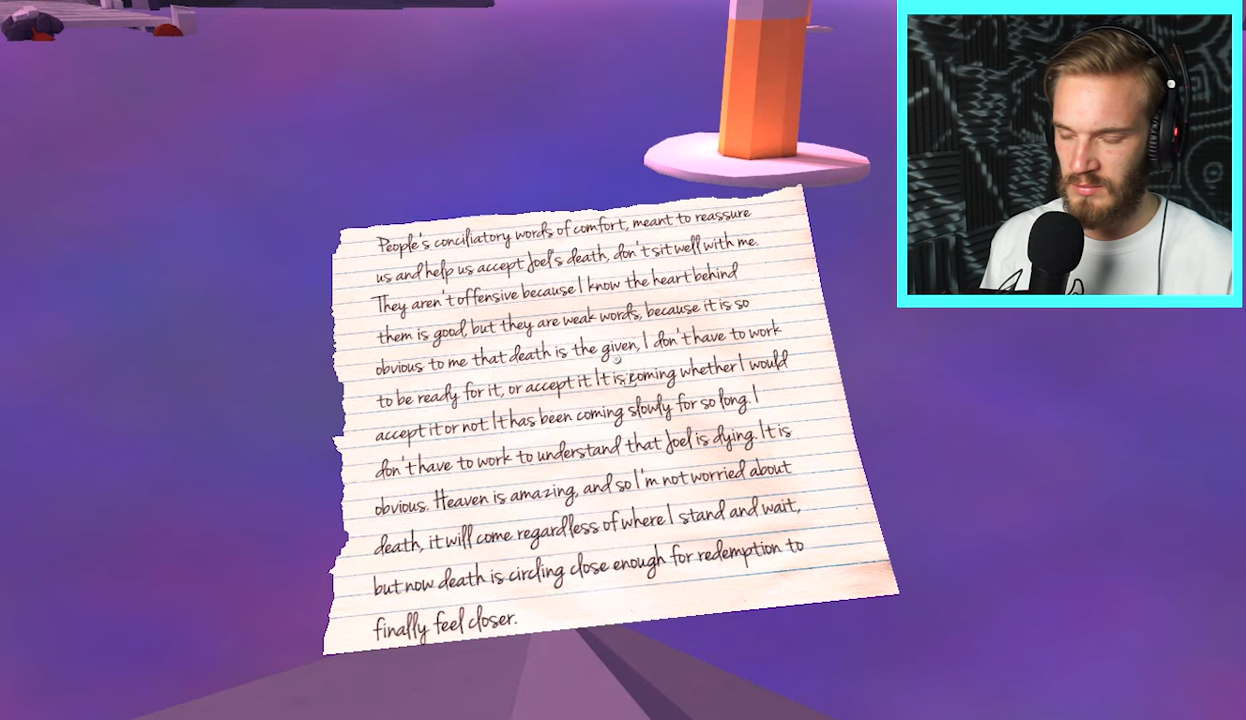 People's conciliatory words of comfort, meant to reassure
us and help us accept Joel's death, don't sit well with me.
They aren't offensive because I know the heart behind
them is good, but they are weak words, because it is so
obvious to me that death is the given, I don't have to work
to be ready for it, or accept it. It is coming whether I would
accept it or not. It has been coming slowly for so long. I
don't have to work to understand that Joel is dying. It is
obvious. Heaven is amazing, and so I'm not worried about
death, it will come regardless of where I stand and wait,
but now death is circling close enough for redemption to
finally feel closer.